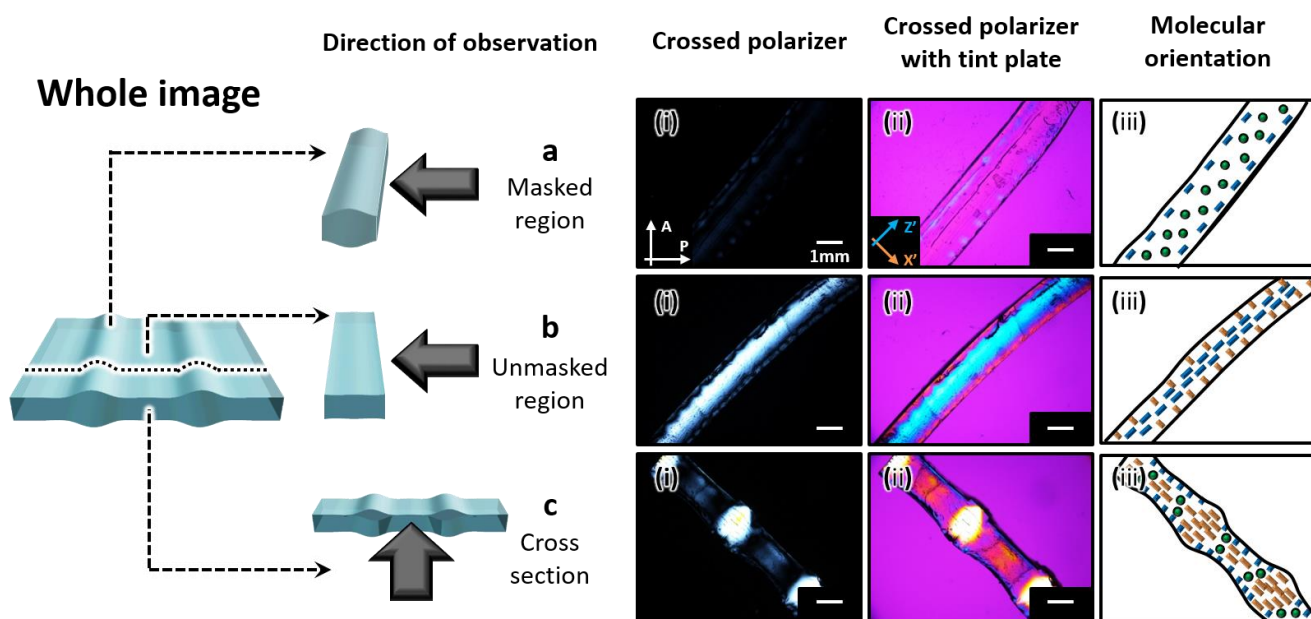 Direction of observation
Crossed polarizer
Crossed polarizer
with tint plate
Molecular
orientation
Whole image
a
Masked
region
(i)
A
P
1mm
(ii)
Z'
X'
(iii)
b
Unmasked
region
(i)
(ii)
(iii)
c
Cross
section
(i)
(ii)
(iii)